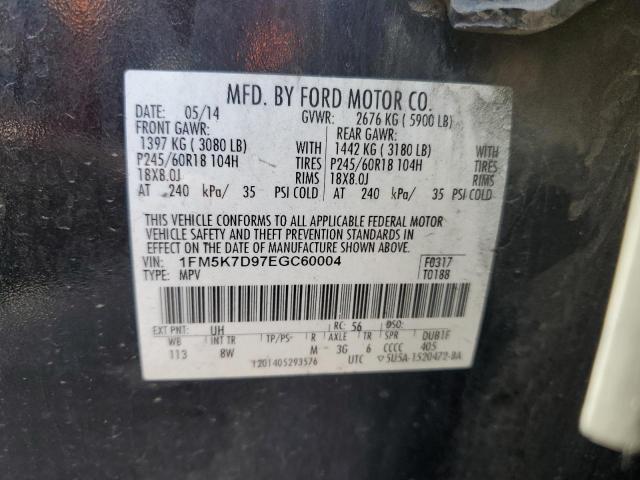 MFD. BY FORD MOTOR CO.
DATE: 05/14 GVWR: 2676 KG ( 5900 LB)
FRONT GAWR: REAR GAWR:
1397 KG ( 3080 LB) WITH 1442 KG ( 3180 LB) WITH
P245/60R18 104H TIRES P245/60R18 104H TIRES
18X8.0J RIMS 18X8.0J RIMS
AT 240 kPa/ 35 PSI COLD AT 240 kPa/ 35 PSI COLD
THIS VEHICLE CONFORMS TO ALL APPLICABLE FEDERAL MOTOR
VEHICLE SAFETY AND THEFT PREVENTION STANDARDS IN
EFFECT ON THE DATE OF MANUFACTURE SHOWN ABOVE.
VIN: 1FM5K7D97EGC60004 F0317
TYPE: MPV T0188
EXT PNT: UH RC: 56 DSO:
WB INT TR TP/PS R AXLE TR DUB1F
113 8W M 3G 6 CCCC 405
T201405293576 UTC 5U5A-1520472-BA